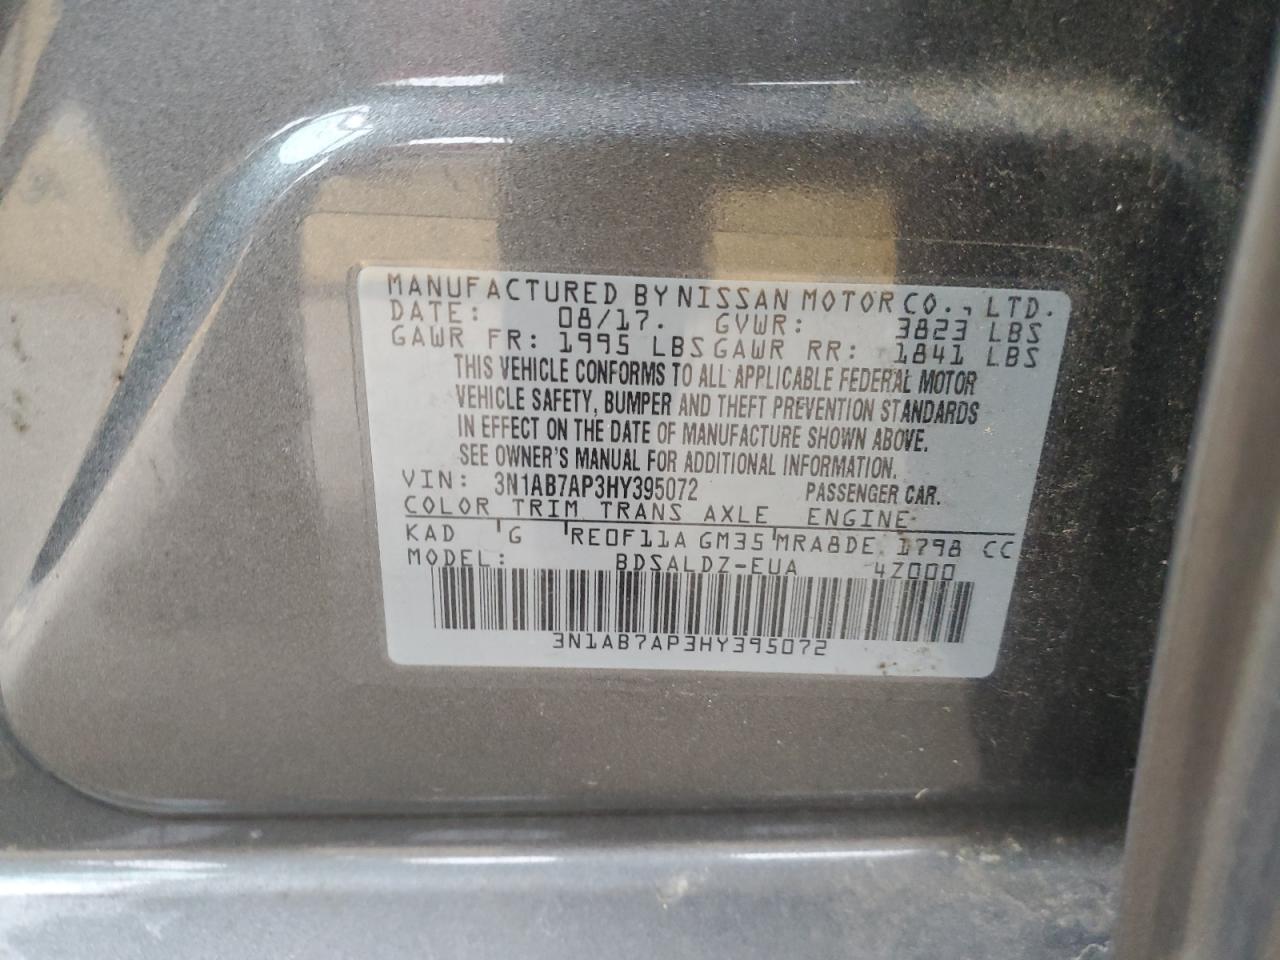 MANUFACTURED BY NISSAN MOTOR CO., LTD.
DATE: 08/17. GVWR: 3823 LBS
GAWR FR: 1995 LBS GAWR RR: 1841 LBS
THIS VEHICLE CONFORMS TO ALL APPLICABLE FEDERAL MOTOR
VEHICLE SAFETY, BUMPER AND THEFT PREVENTION STANDARDS
IN EFFECT ON THE DATE OF MANUFACTURE SHOWN ABOVE.
SEE OWNER'S MANUAL FOR ADDITIONAL INFORMATION.
VIN: 3N1AB7AP3HY395072 PASSENGER CAR.
COLOR TRIM TRANS AXLE ENGINE
KAD G RE0F11A GM35 MRA8DE 1798 CC
MODEL: BDSALDZ-EUA 4Z000
3N1AB7AP3HY395072